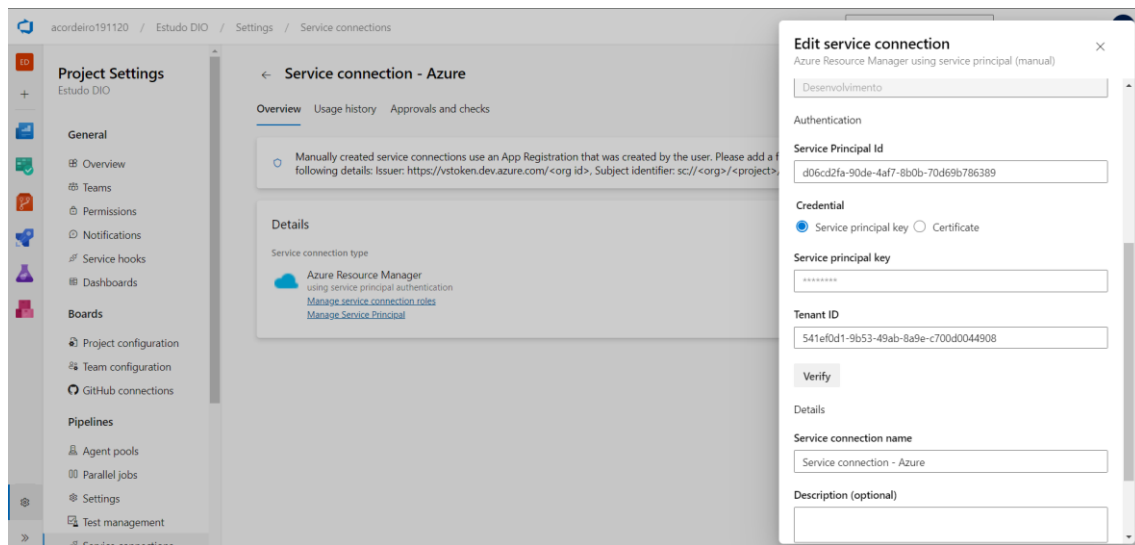 acordeiro191120 / Estudo DIO / Settings / Service connections
ED
Project Settings
Estudo DIO
General
Overview
Teams
Permissions
Notifications
Service hooks
Dashboards
Boards
Project configuration
Team configuration
GitHub connections
Pipelines
Agent pools
Parallel jobs
Settings
Test management
Service connections
Service connection - Azure
Overview Usage history Approvals and checks
Manually created service connections use an App Registration that was created by the user. Please add a f
following details: Issuer: https://vstoken.dev.azure.com/<org id>, Subject identifier: sc://<org>/<project>/
Details
Service connection type
Azure Resource Manager
using service principal authentication
Manage service connection roles
Manage Service Principal
Edit service connection
Azure Resource Manager using service principal (manual)
Desenvolvimento
Authentication
Service Principal Id
d06cd2fa-90de-4af7-8b0b-70d69b786389
Credential
Service principal key Certificate
Service principal key
********
Tenant ID
541ef0d1-9b53-49ab-8a9e-c700d0044908
Verify
Details
Service connection name
Service connection - Azure
Description (optional)